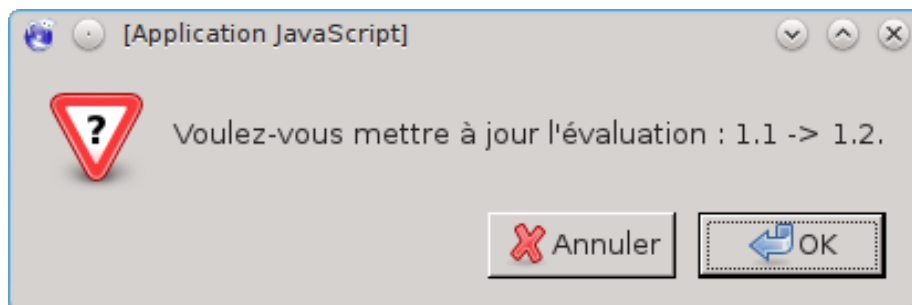 [Application JavaScript]
?
Voulez-vous mettre à jour l'évaluation : 1.1 -> 1.2.
Annuler
OK